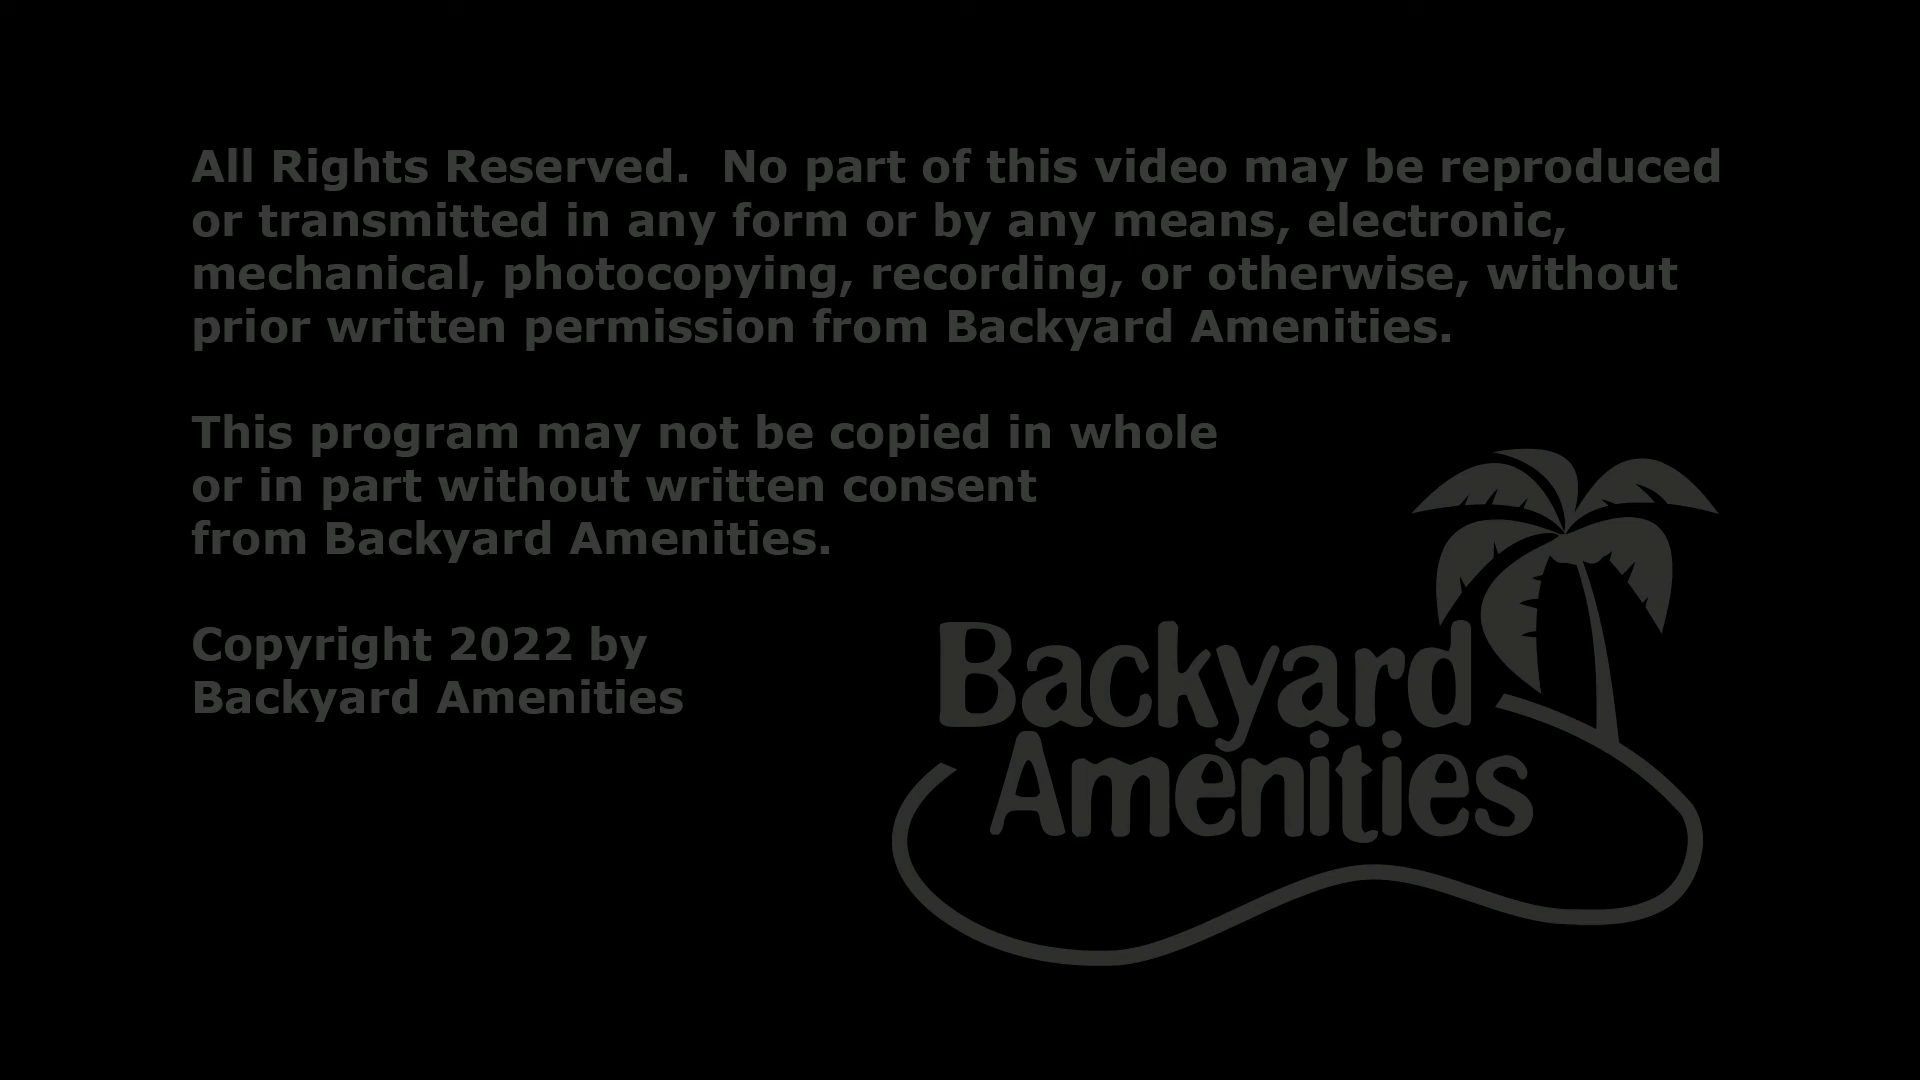 All Rights Reserved.  No part of this video may be reproduced
or transmitted in any form or by any means, electronic,
mechanical, photocopying, recording, or otherwise, without
prior written permission from Backyard Amenities.
This program may not be copied in whole
or in part without written consent
from Backyard Amenities.
Copyright 2022 by
Backyard Amenities
Backyard
Amenities